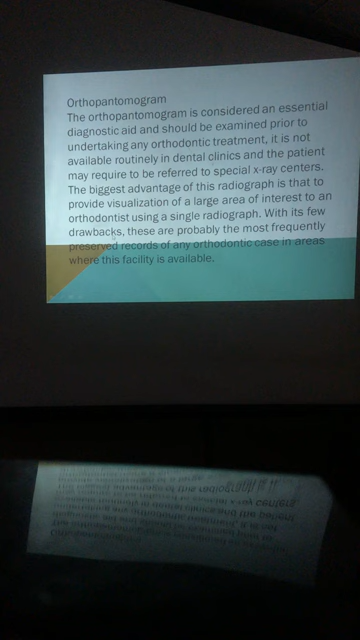 Orthopantomogram
The orthopantomogram is considered an essential
diagnostic aid and should be examined prior to
undertaking any orthodontic treatment, it is not
available routinely in dental clinics and the patient
may require to be referred to special x-ray centers.
The biggest advantage of this radiograph is that to
provide visualization of a large area of interest to an
orthodontist using a single radiograph. With its few
drawbacks, these are probably the most frequently
preserved records of any orthodontic case in areas
where this facility is available.